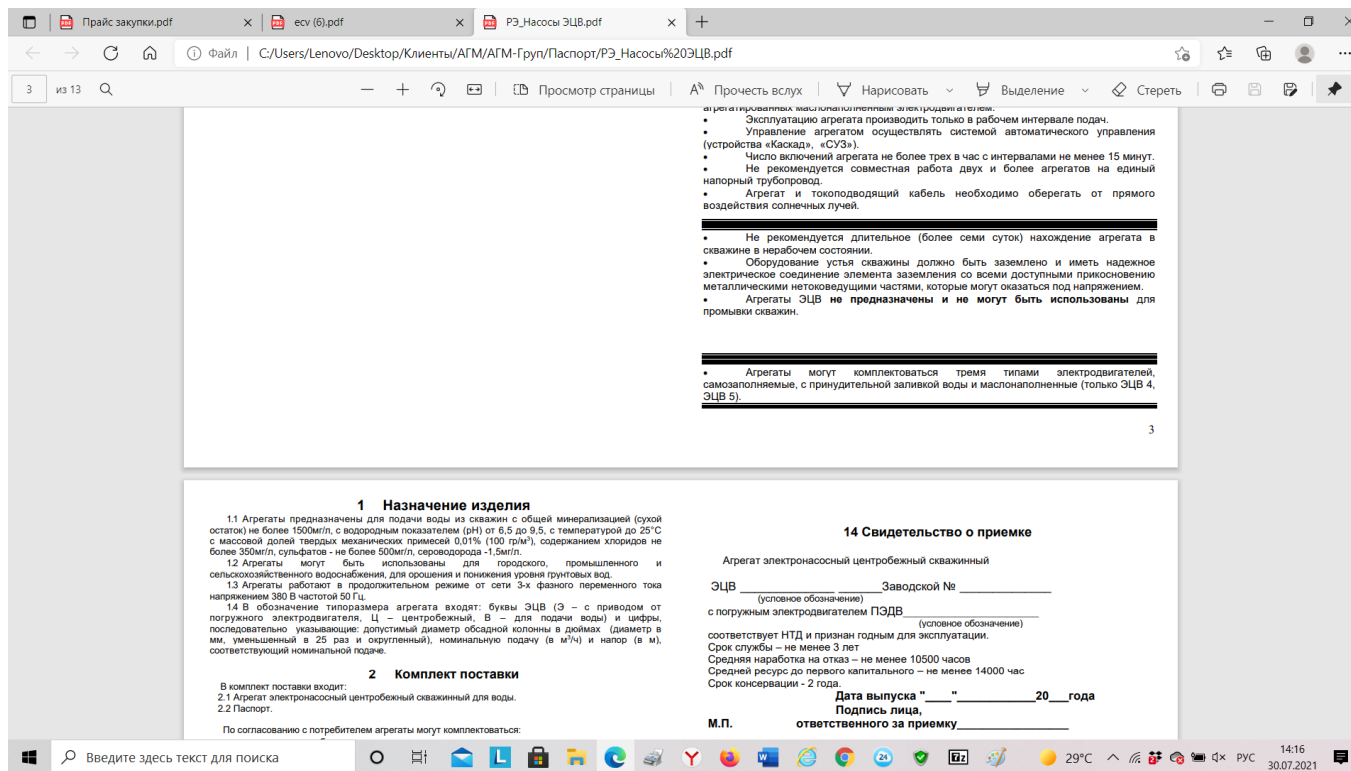 Прайс закупки.pdf
ecv (6).pdf
РЭ_Насосы ЭЦВ.pdf
Файл
C:/Users/Lenovo/Desktop/Клиенты/АГМ/АГМ-Груп/Паспорт/РЭ_Насосы%20ЭЦВ.pdf
3 из 13
Просмотр страницы
Прочесть вслух
Нарисовать
Выделение
Стереть
агрегатированных маслонаполненным электродвигателем.
• Эксплуатацию агрегата производить только в рабочем интервале подач.
• Управление агрегатом осуществлять системой автоматического управления
(устройства «Каскад», «СУЗ»).
• Число включений агрегата не более трех в час с интервалами не менее 15 минут.
• Не рекомендуется совместная работа двух и более агрегатов на единый
напорный трубопровод.
• Агрегат и токоподводящий кабель необходимо оберегать от прямого
воздействия солнечных лучей.
• Не рекомендуется длительное (более семи суток) нахождение агрегата в
скважине в нерабочем состоянии.
• Оборудование устья скважины должно быть заземлено и иметь надежное
электрическое соединение элемента заземления со всеми доступными прикосновению
металлическими нетоковедущими частями, которые могут оказаться под напряжением.
• Агрегаты ЭЦВ не предназначены и не могут быть использованы для
промывки скважин.
• Агрегаты могут комплектоваться тремя типами электродвигателей,
самозаполняемые, с принудительной заливкой воды и маслонаполненные (только ЭЦВ 4,
ЭЦВ 5).
3
1 Назначение изделия
1.1 Агрегаты предназначены для подачи воды из скважин с общей минерализацией (сухой
остаток) не более 1500мг/л, с водородным показателем (pH) от 6,5 до 9,5, с температурой до 25°С
с массовой долей твердых механических примесей 0,01% (100 гр/м³), содержанием хлоридов не
более 350мг/л, сульфатов - не более 500мг/л, сероводорода -1,5мг/л.
1.2 Агрегаты могут быть использованы для городского, промышленного и
сельскохозяйственного водоснабжения, для орошения и понижения уровня грунтовых вод.
1.3 Агрегаты работают в продолжительном режиме от сети 3-х фазного переменного тока
напряжением 380 В частотой 50 Гц.
1.4 В обозначение типоразмера агрегата входят: буквы ЭЦВ (Э – с приводом от
погружного электродвигателя, Ц – центробежный, В – для подачи воды) и цифры,
последовательно указывающие: допустимый диаметр обсадной колонны в дюймах (диаметр в
мм, уменьшенный в 25 раз и округленный), номинальную подачу (в м³/ч) и напор (в м),
соответствующий номинальной подаче.
2 Комплект поставки
В комплект поставки входит:
2.1 Агрегат электронасосный центробежный скважинный для воды.
2.2 Паспорт.
По согласованию с потребителем агрегаты могут комплектоваться:
14 Свидетельство о приемке
Агрегат электронасосный центробежный скважинный
ЭЦВ _______________ _______Заводской № _______________
(условное обозначение)
с погружным электродвигателем ПЭДВ______________________
(условное обозначение)
соответствует НТД и признан годным для эксплуатации.
Срок службы – не менее 3 лет
Средняя наработка на отказ – не менее 10500 часов
Средней ресурс до первого капитального – не менее 14000 час
Срок консервации - 2 года.
Дата выпуска "____"_____________20___года
Подпись лица,
М.П. ответственного за приемку__________________
Введите здесь текст для поиска
29°C
РУС
14:16
30.07.2021